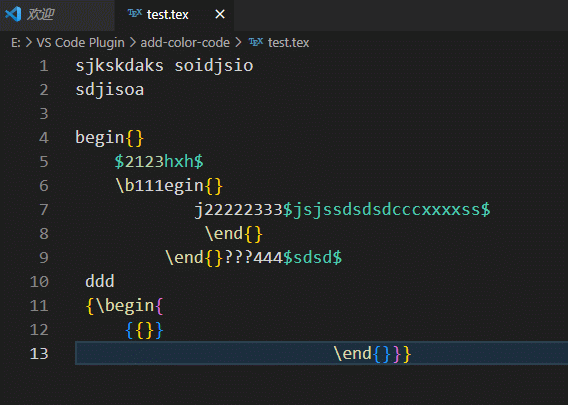 欢迎 TEX test.tex ×
E: > VS Code Plugin > add-color-code > TEX test.tex
1 sjkskdaks soidjsio
2 sdjisoa
3
4 begin{}
5 $2123hxh$
6 \b111egin{}
7 j22222333$jsjssdsdsdcccxxxxss$
8 \end{}
9 \end{}???444$sdsd$
10 ddd
11 {\begin{
12 {{}}
13 \end{}}}